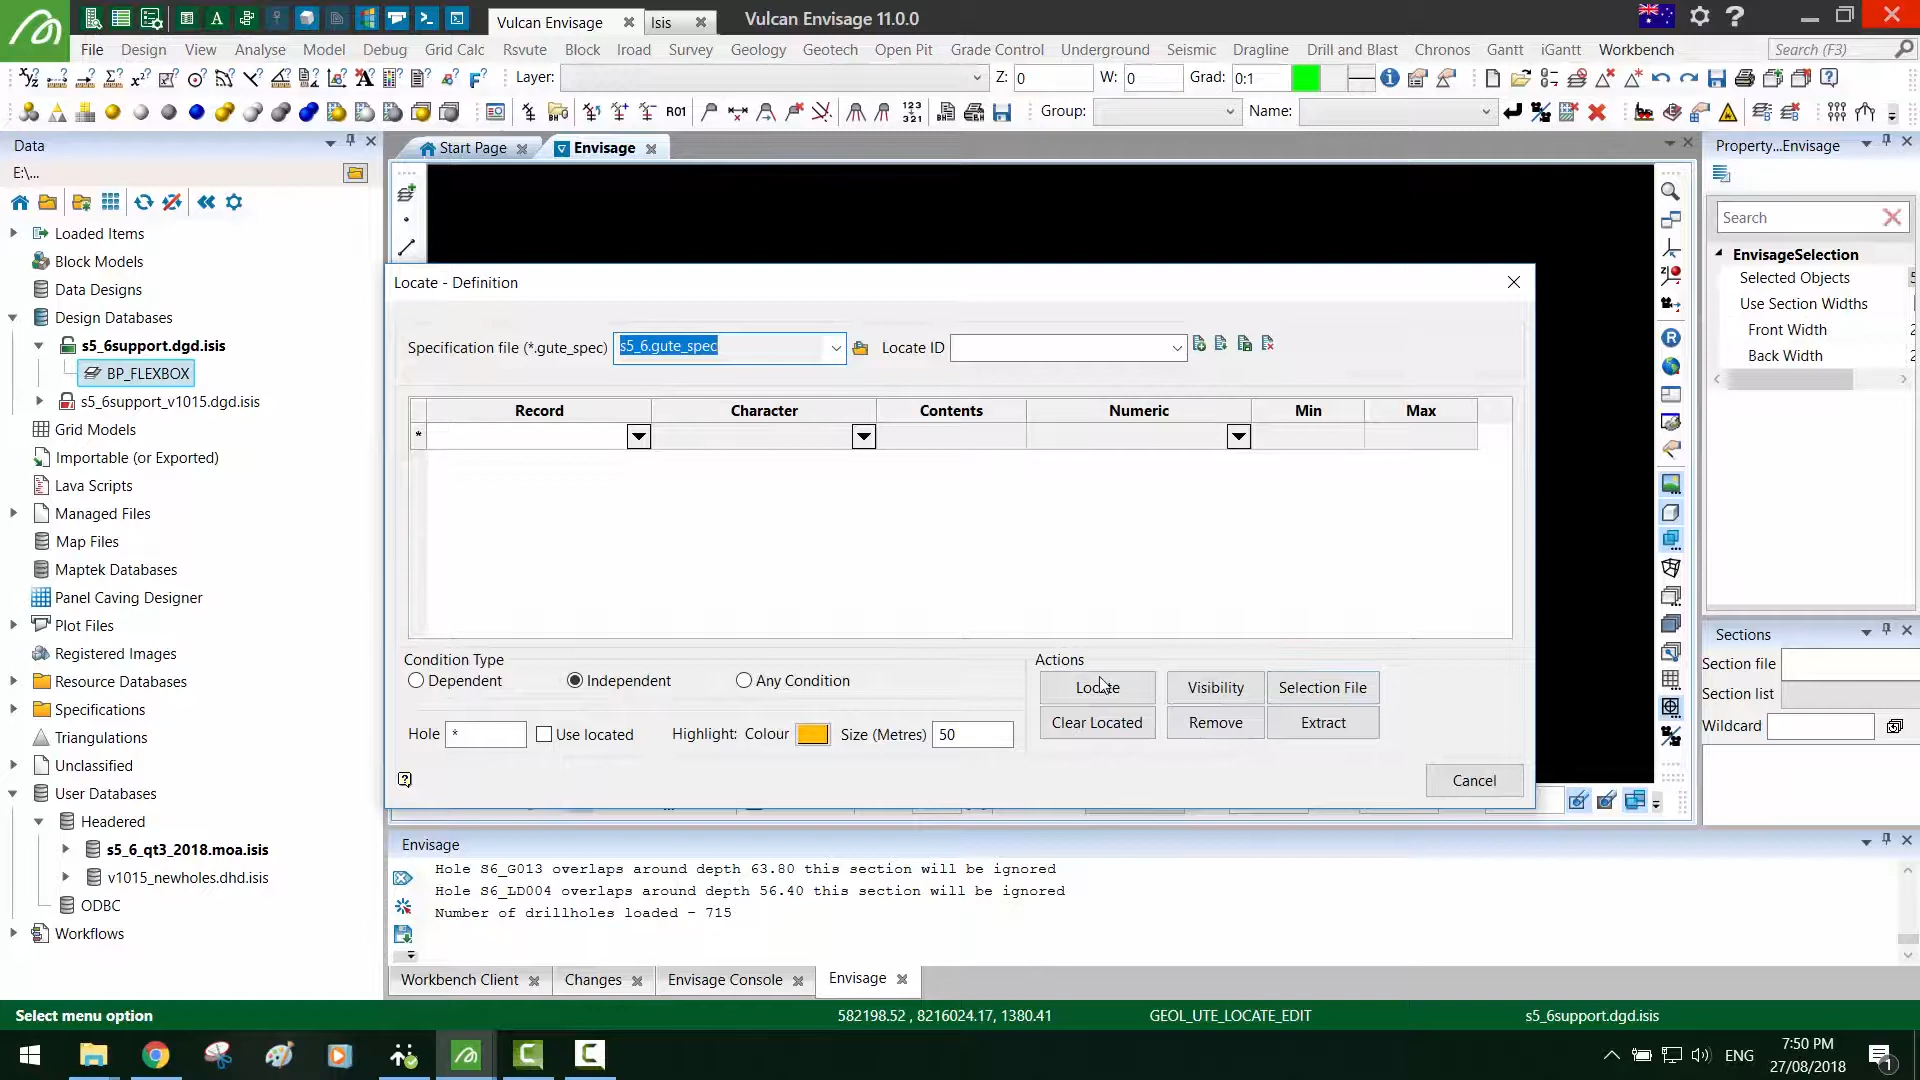 Vulcan Envisage
Isis
Vulcan Envisage 11.0.0
File Design View Analyse Model Debug Grid Calc Rsvute Block Iroad Survey Geology Geotech Open Pit Grade Control Underground Seismic Dragline Drill and Blast Chronos Gantt iGantt Workbench Search (F3)
Layer: Z: 0 W: 0 Grad: 0:1
R01 123 321 Group: Name:
Data
E:\...
Start Page
Envisage
Property...Envisage
Search
Loaded Items
Block Models
Data Designs
Design Databases
s5_6support.dgd.isis
BP_FLEXBOX
s5_6support_v1015.dgd.isis
Grid Models
Importable (or Exported)
Lava Scripts
Managed Files
Map Files
Maptek Databases
Panel Caving Designer
Plot Files
Registered Images
Resource Databases
Specifications
Triangulations
Unclassified
User Databases
Headered
s5_6_qt3_2018.moa.isis
v1015_newholes.dhd.isis
ODBC
Workflows
Locate - Definition
Specification file (*.gute_spec) s5_6.gute_spec Locate ID
Record Character Contents Numeric Min Max
*
Condition Type
Dependent Independent Any Condition
Hole * Use located Highlight: Colour Size (Metres) 50
Actions
Locate Visibility Selection File
Clear Located Remove Extract
Cancel
EnvisageSelection
Selected Objects
Use Section Widths
Front Width 2
Back Width 2
Sections
Section file
Section list
Wildcard
Envisage
Hole S6_G013 overlaps around depth 63.80 this section will be ignored
Hole S6_LD004 overlaps around depth 56.40 this section will be ignored
Number of drillholes loaded - 715
Workbench Client Changes Envisage Console Envisage
Select menu option 582198.52 , 8216024.17, 1380.41 GEOL_UTE_LOCATE_EDIT s5_6support.dgd.isis
ENG
7:50 PM
27/08/2018
1